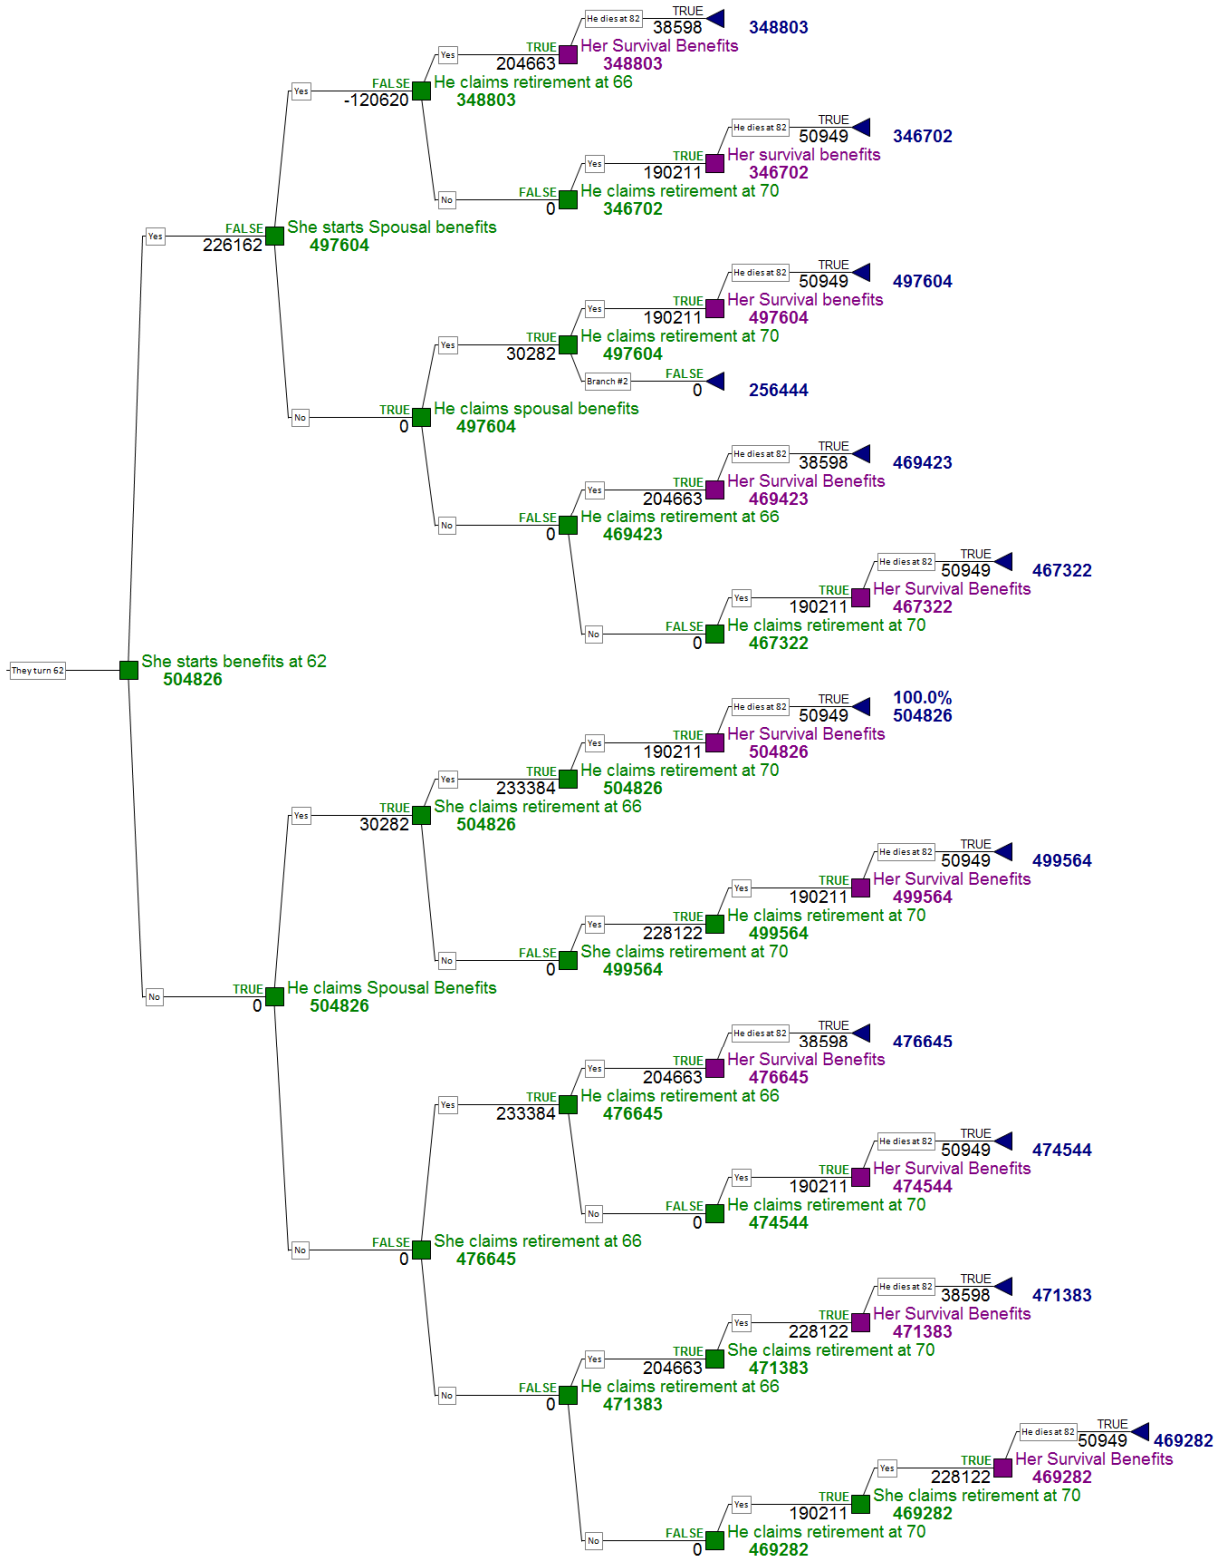 He dies at 82 TRUE
38598 348803
Yes TRUE Her Survival Benefits
204663 348803
Yes FALSE He claims retirement at 66
-120620 348803
He dies at 82 TRUE
50949 346702
Yes TRUE Her survival benefits
190211 346702
No FALSE He claims retirement at 70
0 346702
Yes FALSE She starts Spousal benefits
226162 497604
He dies at 82 TRUE
50949 497604
Yes TRUE Her Survival benefits
190211 497604
Yes TRUE He claims retirement at 70
30282 497604
Branch #2 FALSE
0 256444
No TRUE He claims spousal benefits
0 497604
He dies at 82 TRUE
38598 469423
Yes TRUE Her Survival Benefits
204663 469423
No FALSE He claims retirement at 66
0 469423
He dies at 82 TRUE
50949 467322
Yes TRUE Her Survival Benefits
190211 467322
No FALSE He claims retirement at 70
0 467322
They turn 62 She starts benefits at 62
504826
He dies at 82 TRUE 100.0%
50949 504826
Yes TRUE Her Survival Benefits
190211 504826
Yes TRUE He claims retirement at 70
233384 504826
Yes TRUE She claims retirement at 66
30282 504826
He dies at 82 TRUE
50949 499564
Yes TRUE Her Survival Benefits
190211 499564
Yes TRUE He claims retirement at 70
228122 499564
No FALSE She claims retirement at 70
0 499564
No TRUE He claims Spousal Benefits
0 504826
He dies at 82 TRUE
38598 476645
Yes TRUE Her Survival Benefits
204663 476645
Yes TRUE He claims retirement at 66
233384 476645
He dies at 82 TRUE
50949 474544
Yes TRUE Her Survival Benefits
190211 474544
No FALSE He claims retirement at 70
0 474544
No FALSE She claims retirement at 66
0 476645
He dies at 82 TRUE
38598 471383
Yes TRUE Her Survival Benefits
228122 471383
Yes TRUE She claims retirement at 70
204663 471383
No FALSE He claims retirement at 66
0 471383
He dies at 82 TRUE
50949 469282
Yes TRUE Her Survival Benefits
228122 469282
Yes TRUE She claims retirement at 70
190211 469282
No FALSE He claims retirement at 70
0 469282